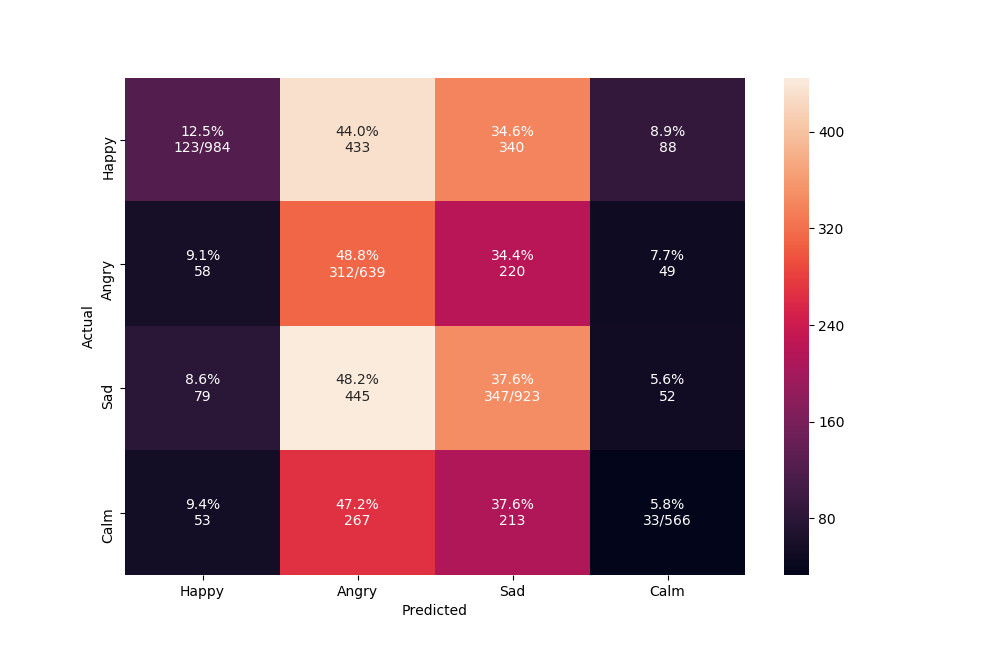 12.5% 44.0% 34.6% 8.9%
123/984 433 340 88
Happy
9.1% 48.8% 34.4% 7.7%
58 312/639 220 49
Angry
Actual
8.6% 48.2% 37.6% 5.6%
79 445 347/923 52
Sad
9.4% 47.2% 37.6% 5.8%
53 267 213 33/566
Calm
Happy Angry Sad Calm
Predicted
400
320
240
160
80